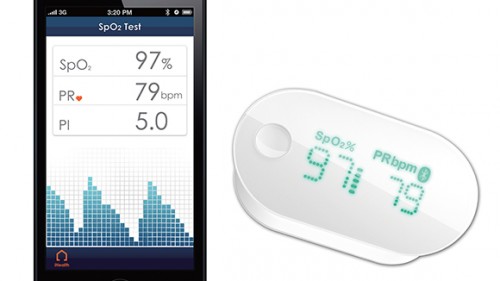 3G 3:20 PM
SpO₂ Test
SpO₂ 97%
PR♥ 79bpm
PI 5.0
iHealth
SpO₂% PRbpm
97 79